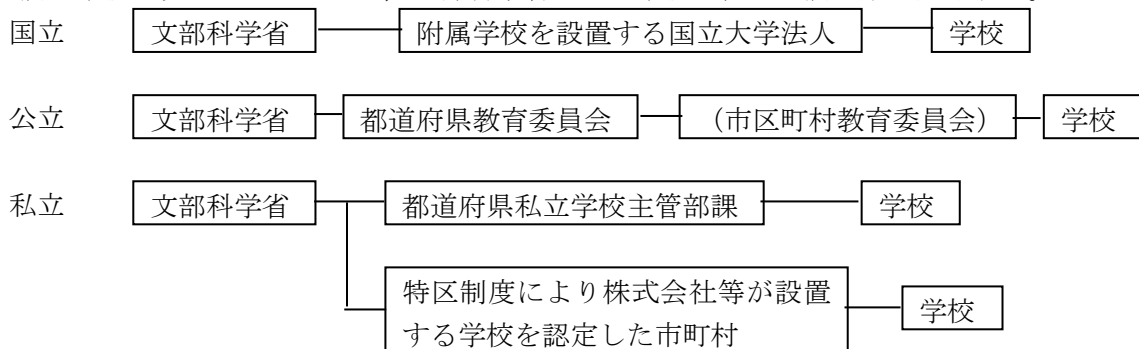 国立 文部科学省 附属学校を設置する国立大学法人 学校
公立 文部科学省 都道府県教育委員会 (市区町村教育委員会) 学校
私立 文部科学省 都道府県私立学校主管部課 学校
特区制度により株式会社等が設置
する学校を認定した市町村
学校